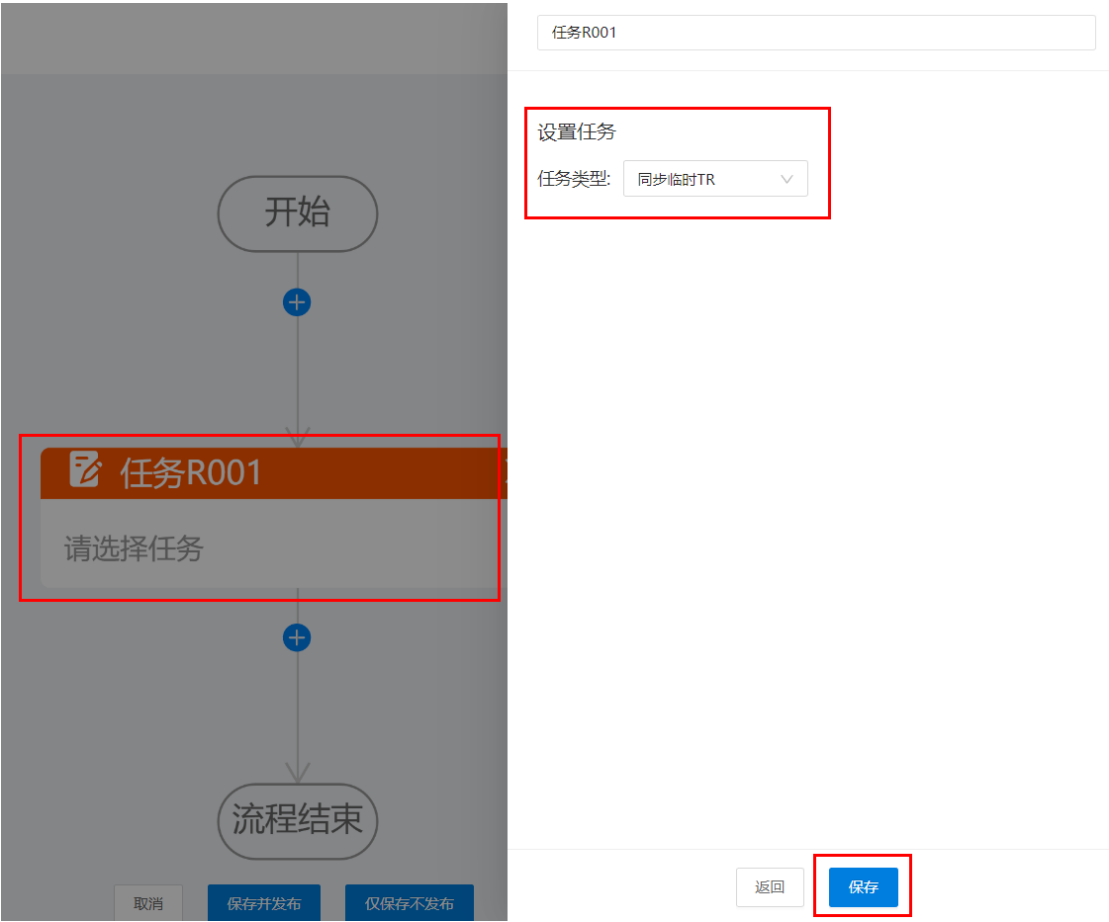 任务R001
设置任务
任务类型: 同步临时TR
开始
任务R001
请选择任务
流程结束
取消 保存并发布 仅保存不发布
返回 保存